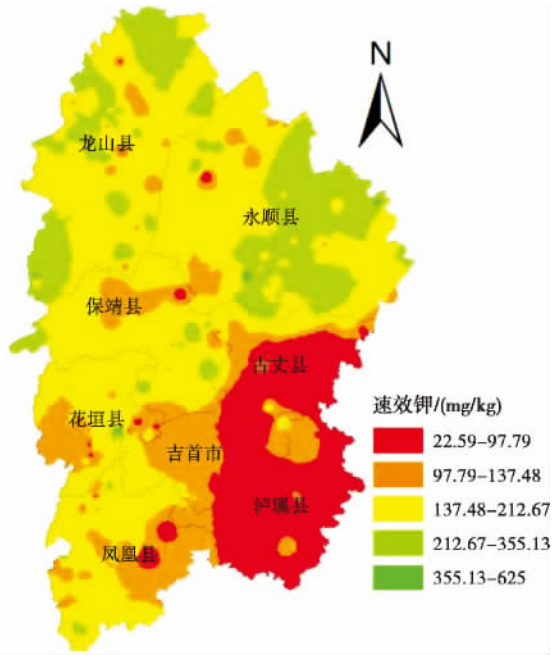 N
龙山县
永顺县
保靖县
古丈县
花垣县
吉首市
泸溪县
凤凰县
速效钾/(mg/kg)
22.59–97.79
97.79–137.48
137.48–212.67
212.67–355.13
355.13–625